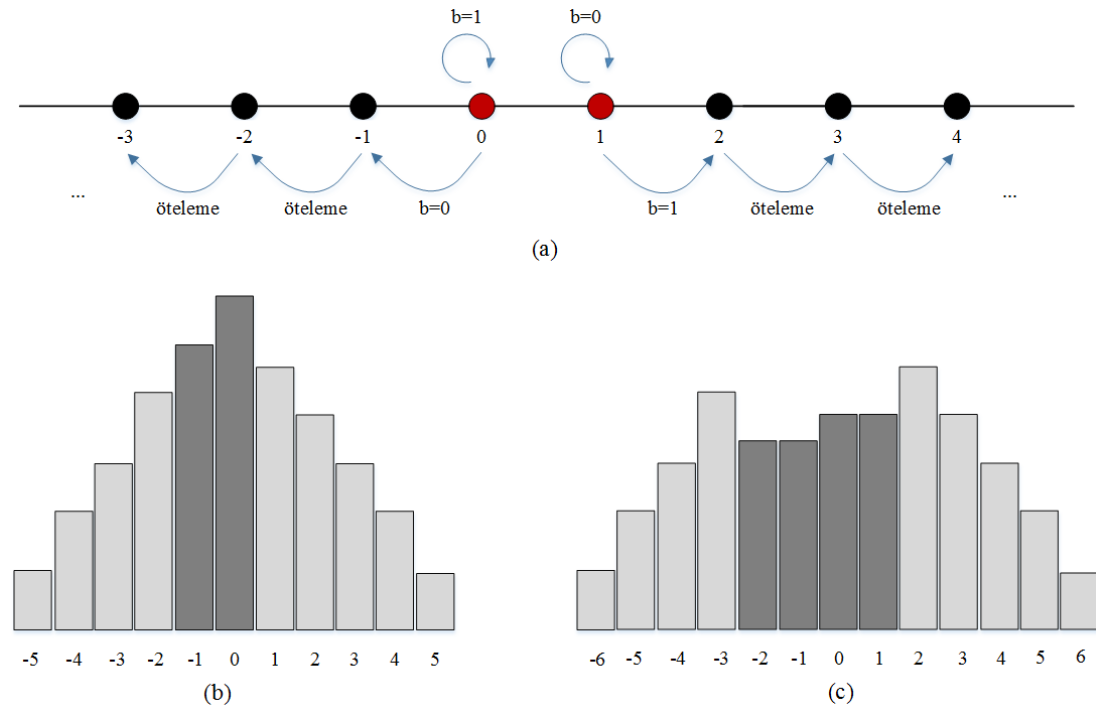 b=1 b=0
-3 -2 -1 0 1 2 3 4
... öteleme öteleme b=0 b=1 öteleme öteleme ...
(a)
-5 -4 -3 -2 -1 0 1 2 3 4 5
(b)
-6 -5 -4 -3 -2 -1 0 1 2 3 4 5 6
(c)